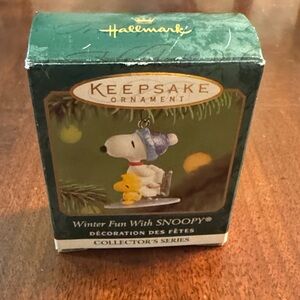 Hallmark
KEEPSAKE
ORNAMENT
Winter Fun With SNOOPY®
DÉCORATION DES FÊTES
COLLECTOR'S SERIES